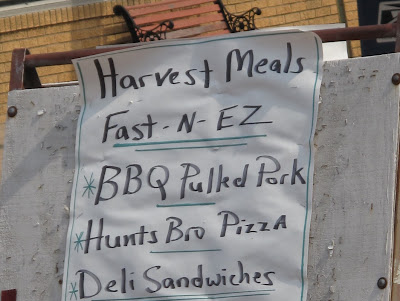 Harvest Meals
Fast-N-EZ
*BBQ Pulled Pork
*Hunts Bro Pizza
*Deli Sandwiches